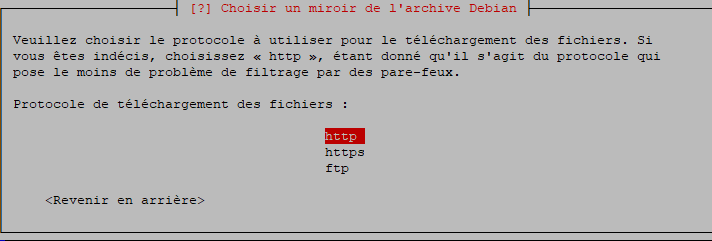 [?] Choisir un miroir de l'archive Debian
Veuillez choisir le protocole à utiliser pour le téléchargement des fichiers. Si
vous êtes indécis, choisissez « http », étant donné qu'il s'agit du protocole qui
pose le moins de problème de filtrage par des pare-feux.
Protocole de téléchargement des fichiers :
http
https
ftp
<Revenir en arrière>